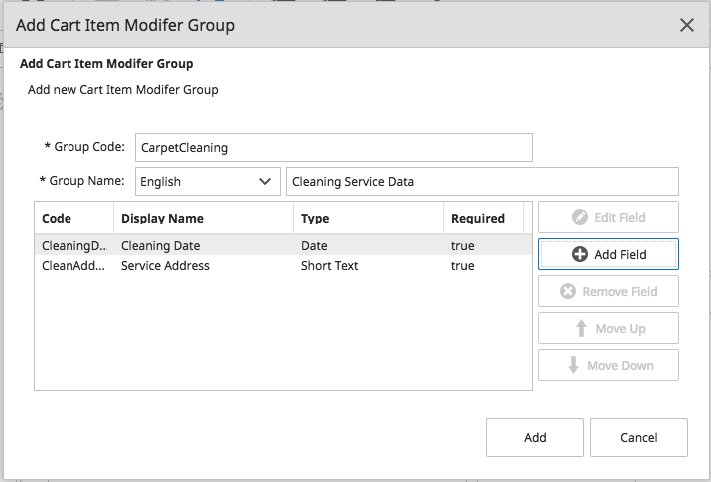 Add Cart Item Modifer Group
Add Cart Item Modifer Group
Add new Cart Item Modifer Group
* Group Code: CarpetCleaning
* Group Name: English Cleaning Service Data
Code Display Name Type Required
CleaningD... Cleaning Date Date true
CleanAdd... Service Address Short Text true
Edit Field
Add Field
Remove Field
Move Up
Move Down
Add Cancel